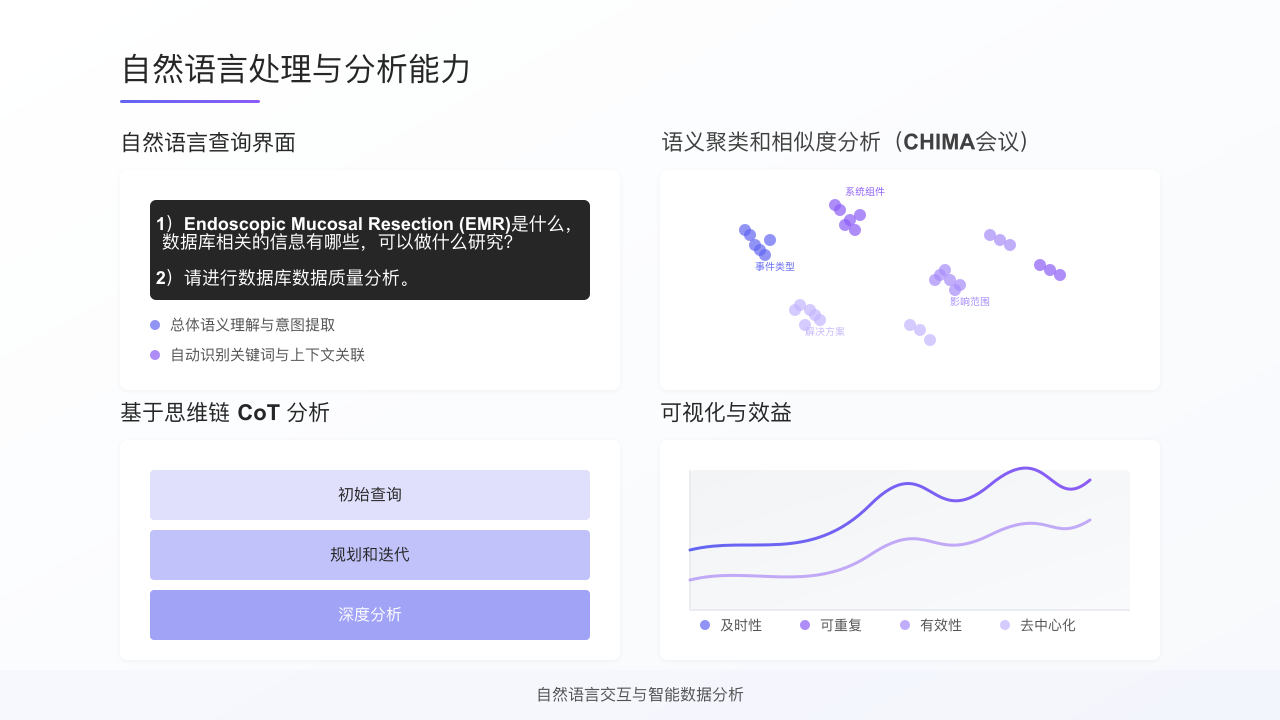 自然语言处理与分析能力
自然语言查询界面
1）Endoscopic Mucosal Resection (EMR)是什么，
数据库相关的信息有哪些，可以做什么研究?
2）请进行数据库数据质量分析。
总体语义理解与意图提取
自动识别关键词与上下文关联
语义聚类和相似度分析（CHIMA会议）
系统组件
事件类型
影响范围
解决方案
基于思维链 CoT 分析
初始查询
规划和迭代
深度分析
可视化与效益
及时性
可重复
有效性
去中心化
自然语言交互与智能数据分析